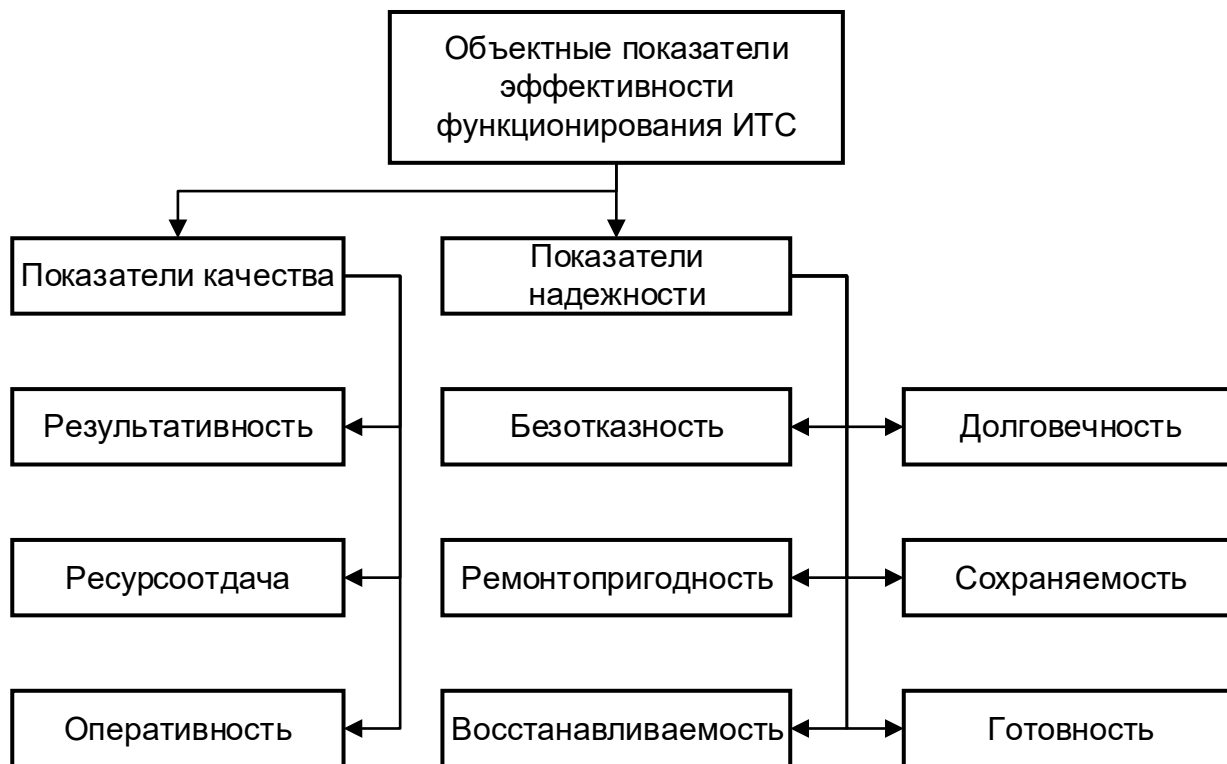 Объектные показатели
эффективности
функционирования ИТС
Показатели качества
Показатели
надежности
Результативность
Безотказность
Долговечность
Ресурсоотдача
Ремонтопригодность
Сохраняемость
Оперативность
Восстанавливаемость
Готовность